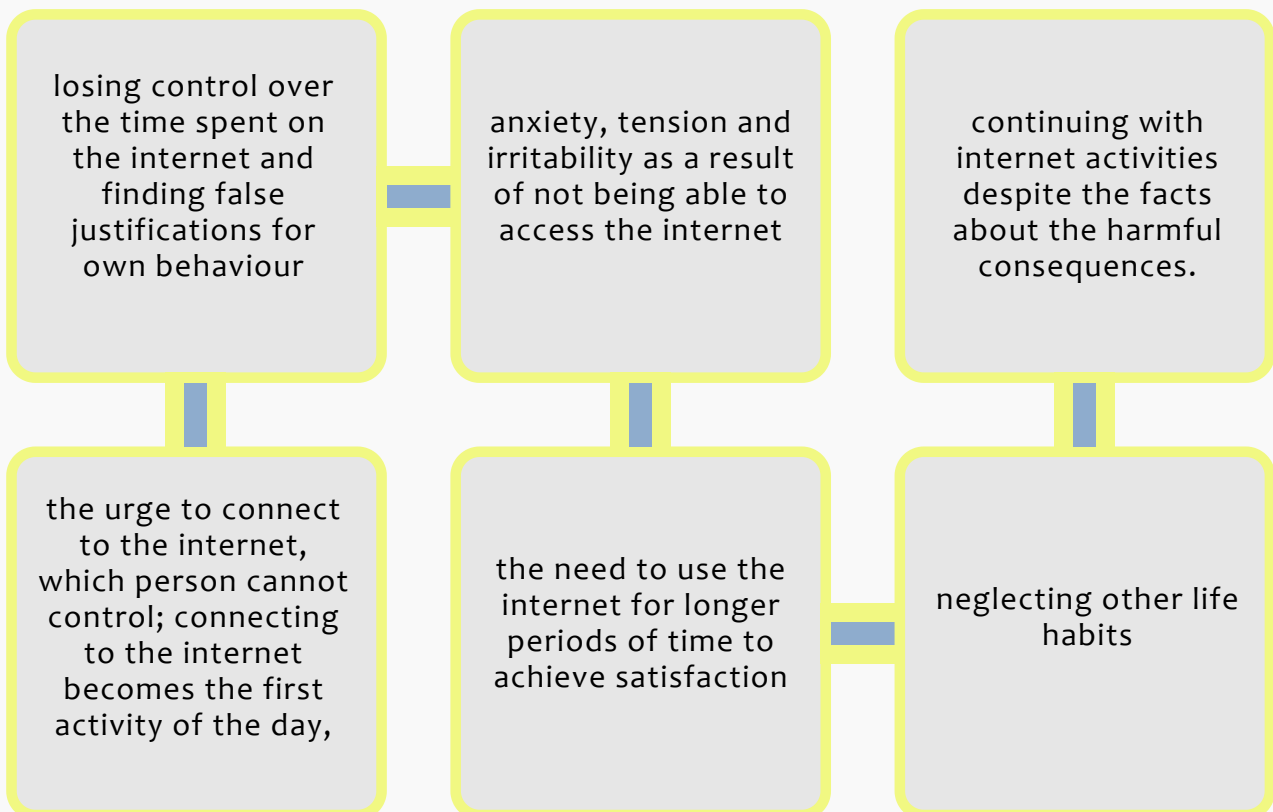 losing control over
the time spent on
the internet and
finding false
justifications for
own behaviour
anxiety, tension and
irritability as a result
of not being able to
access the internet
continuing with
internet activities
despite the facts
about the harmful
consequences.
the urge to connect
to the internet,
which person cannot
control; connecting
to the internet
becomes the first
activity of the day,
the need to use the
internet for longer
periods of time to
achieve satisfaction
neglecting other life
habits